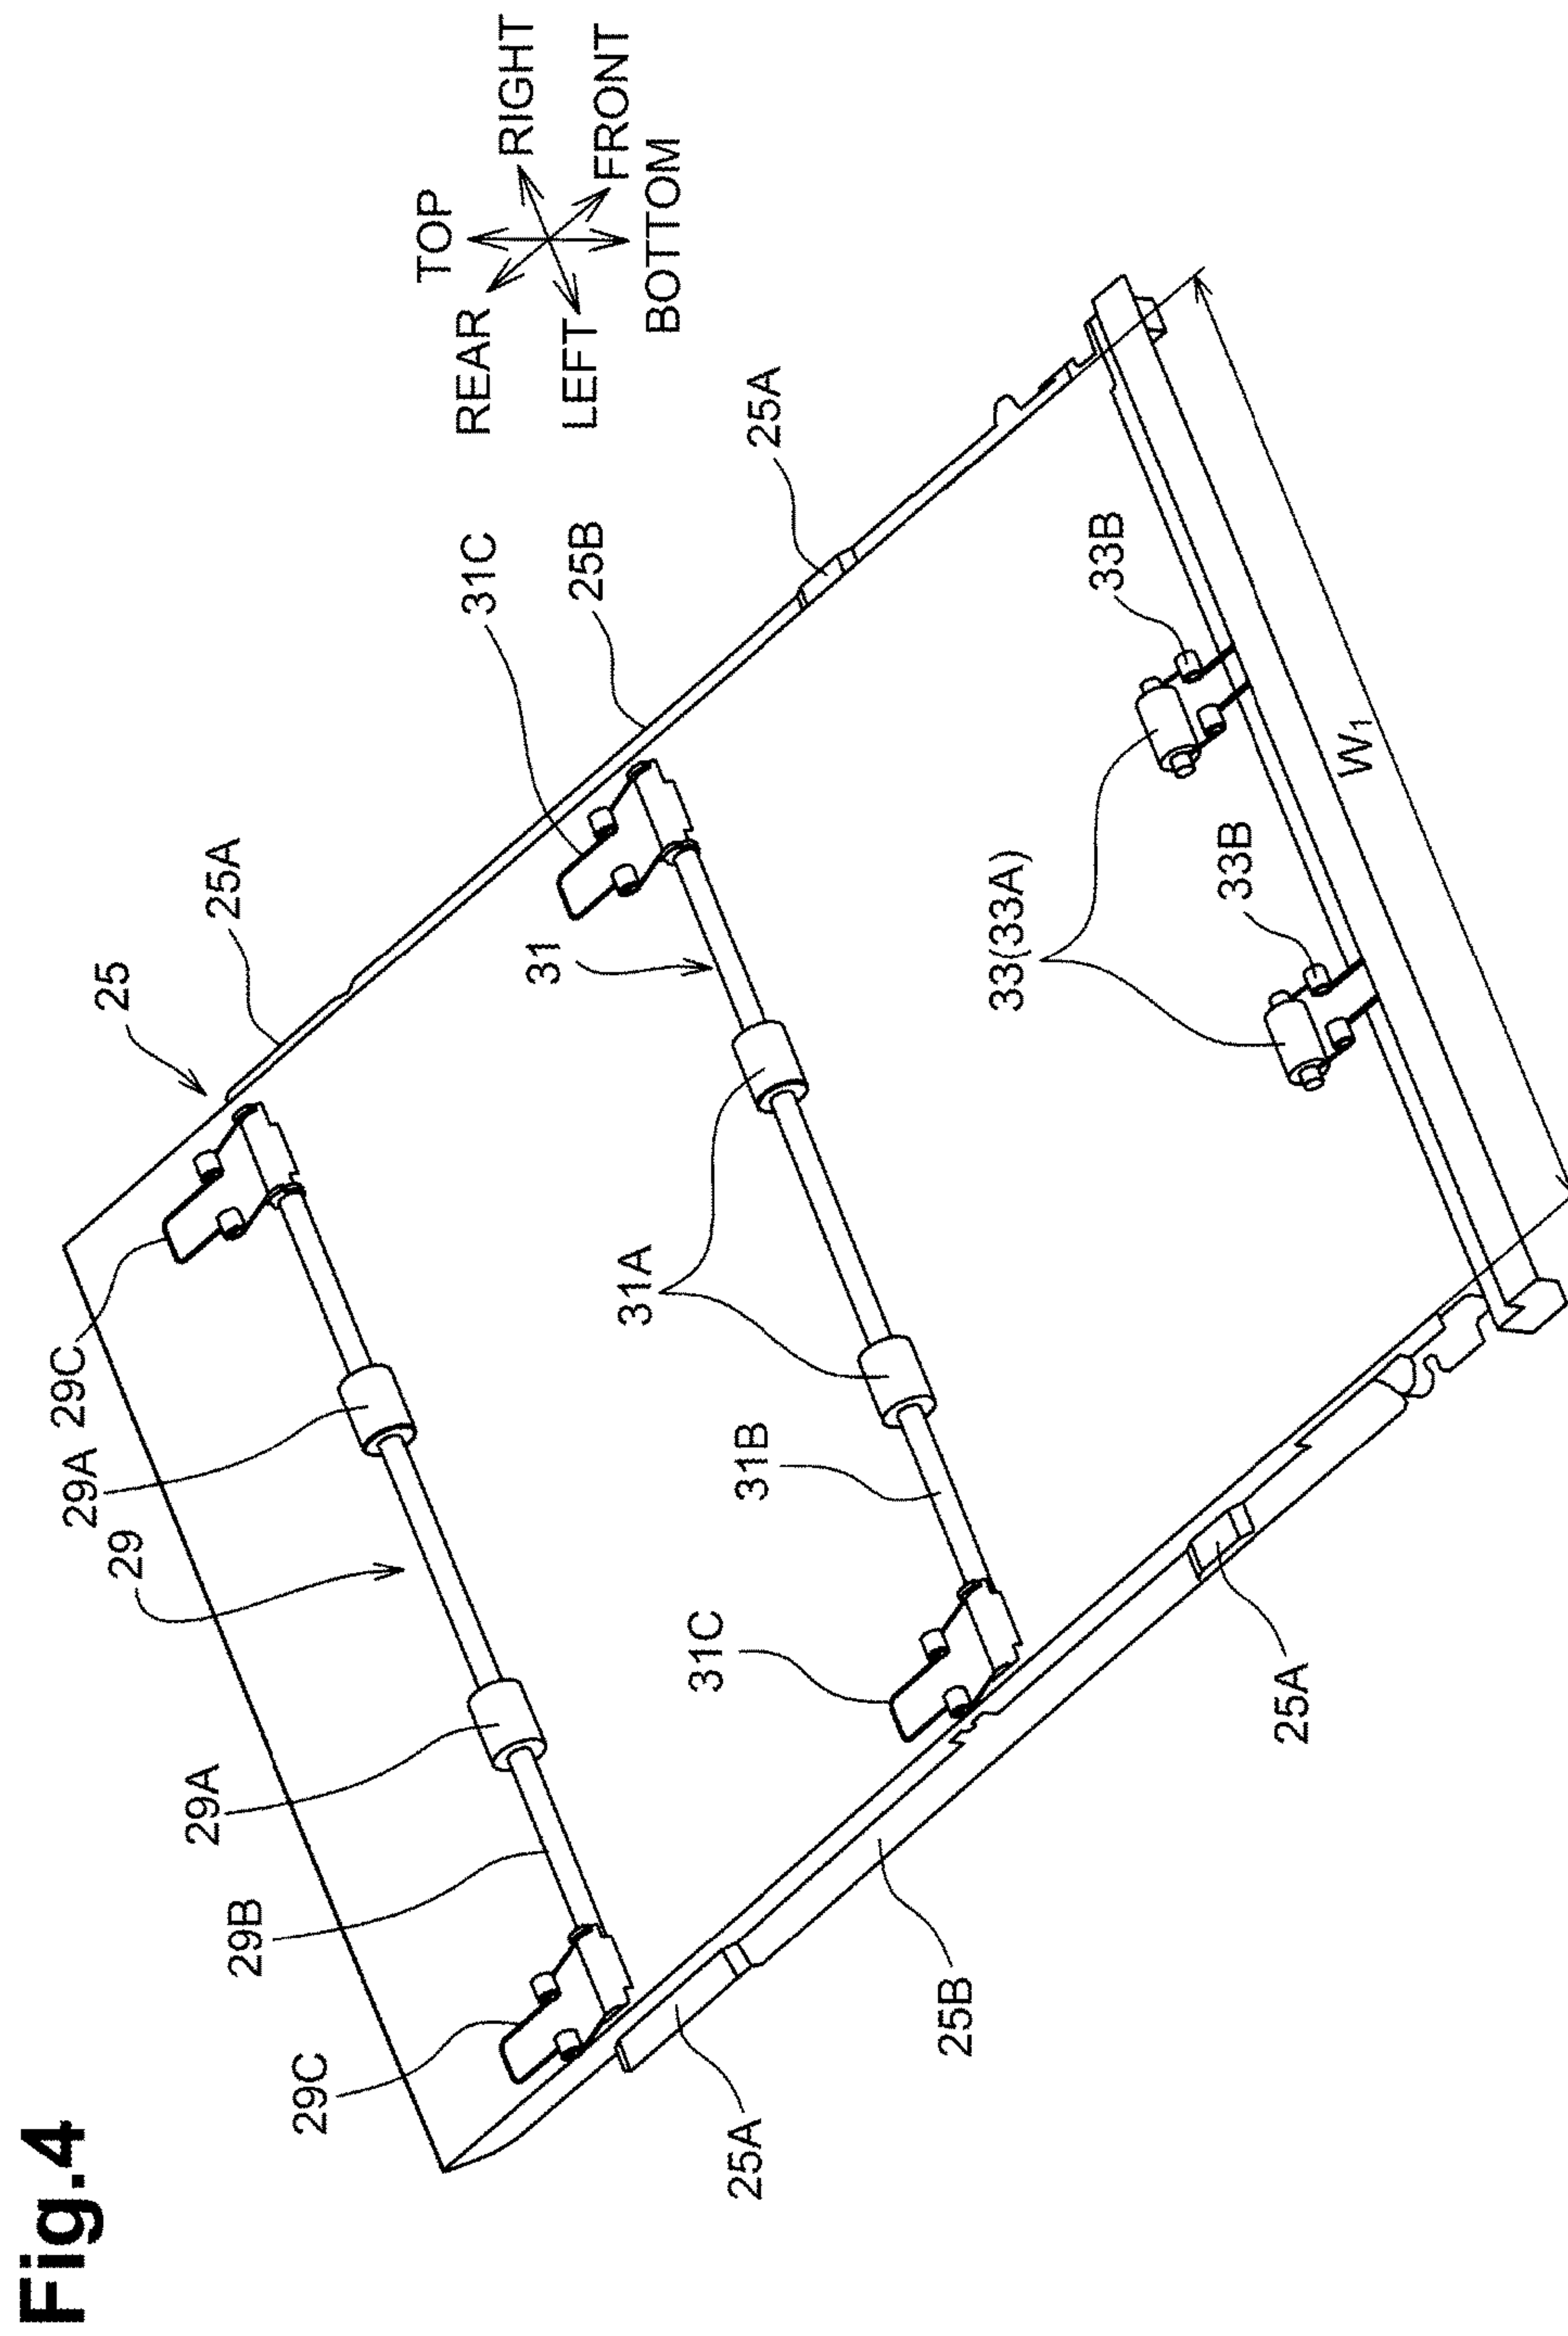 Fig.4
25
25A
31C
25B
25A
29C
29A
29
29A
29B
29C
31
31A
31B
31C
33(33A)
33B
33B
W1
25A
25B
25A
TOP
REAR
RIGHT
LEFT
FRONT
BOTTOM